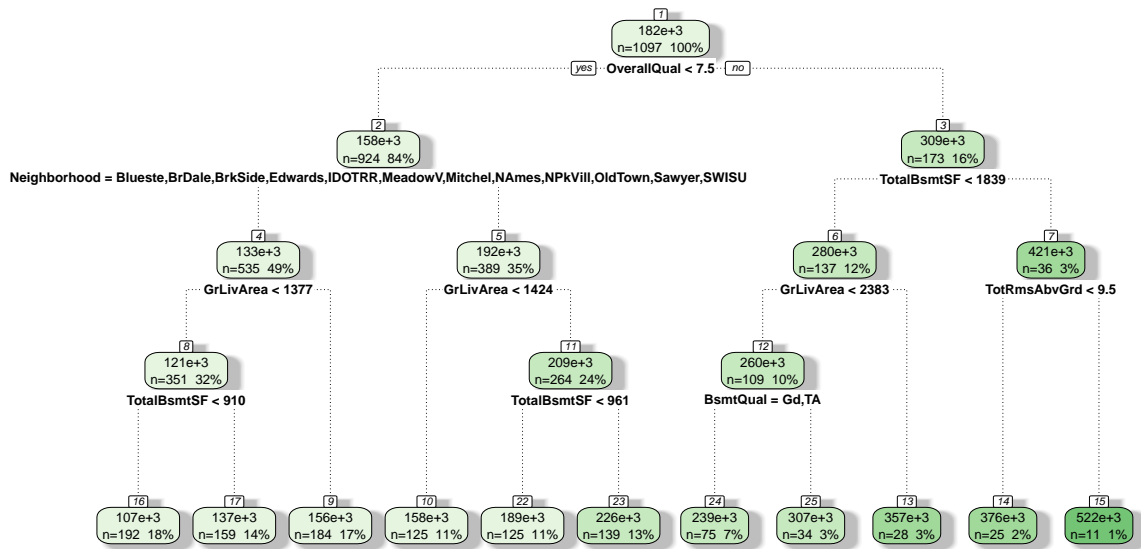 1
182e+3
n=1097 100%
yes OverallQual < 7.5 no
2
158e+3
n=924 84%
3
309e+3
n=173 16%
Neighborhood = Blueste,BrDale,BrkSide,Edwards,IDOTRR,MeadowV,Mitchel,NAmes,NPkVill,OldTown,Sawyer,SWISU
TotalBsmtSF < 1839
4
133e+3
n=535 49%
5
192e+3
n=389 35%
6
280e+3
n=137 12%
7
421e+3
n=36 3%
GrLivArea < 1377
GrLivArea < 1424
GrLivArea < 2383
TotRmsAbvGrd < 9.5
8
121e+3
n=351 32%
11
209e+3
n=264 24%
12
260e+3
n=109 10%
TotalBsmtSF < 910
TotalBsmtSF < 961
BsmtQual = Gd,TA
16
107e+3
n=192 18%
17
137e+3
n=159 14%
9
156e+3
n=184 17%
10
158e+3
n=125 11%
22
189e+3
n=125 11%
23
226e+3
n=139 13%
24
239e+3
n=75 7%
25
307e+3
n=34 3%
13
357e+3
n=28 3%
14
376e+3
n=25 2%
15
522e+3
n=11 1%